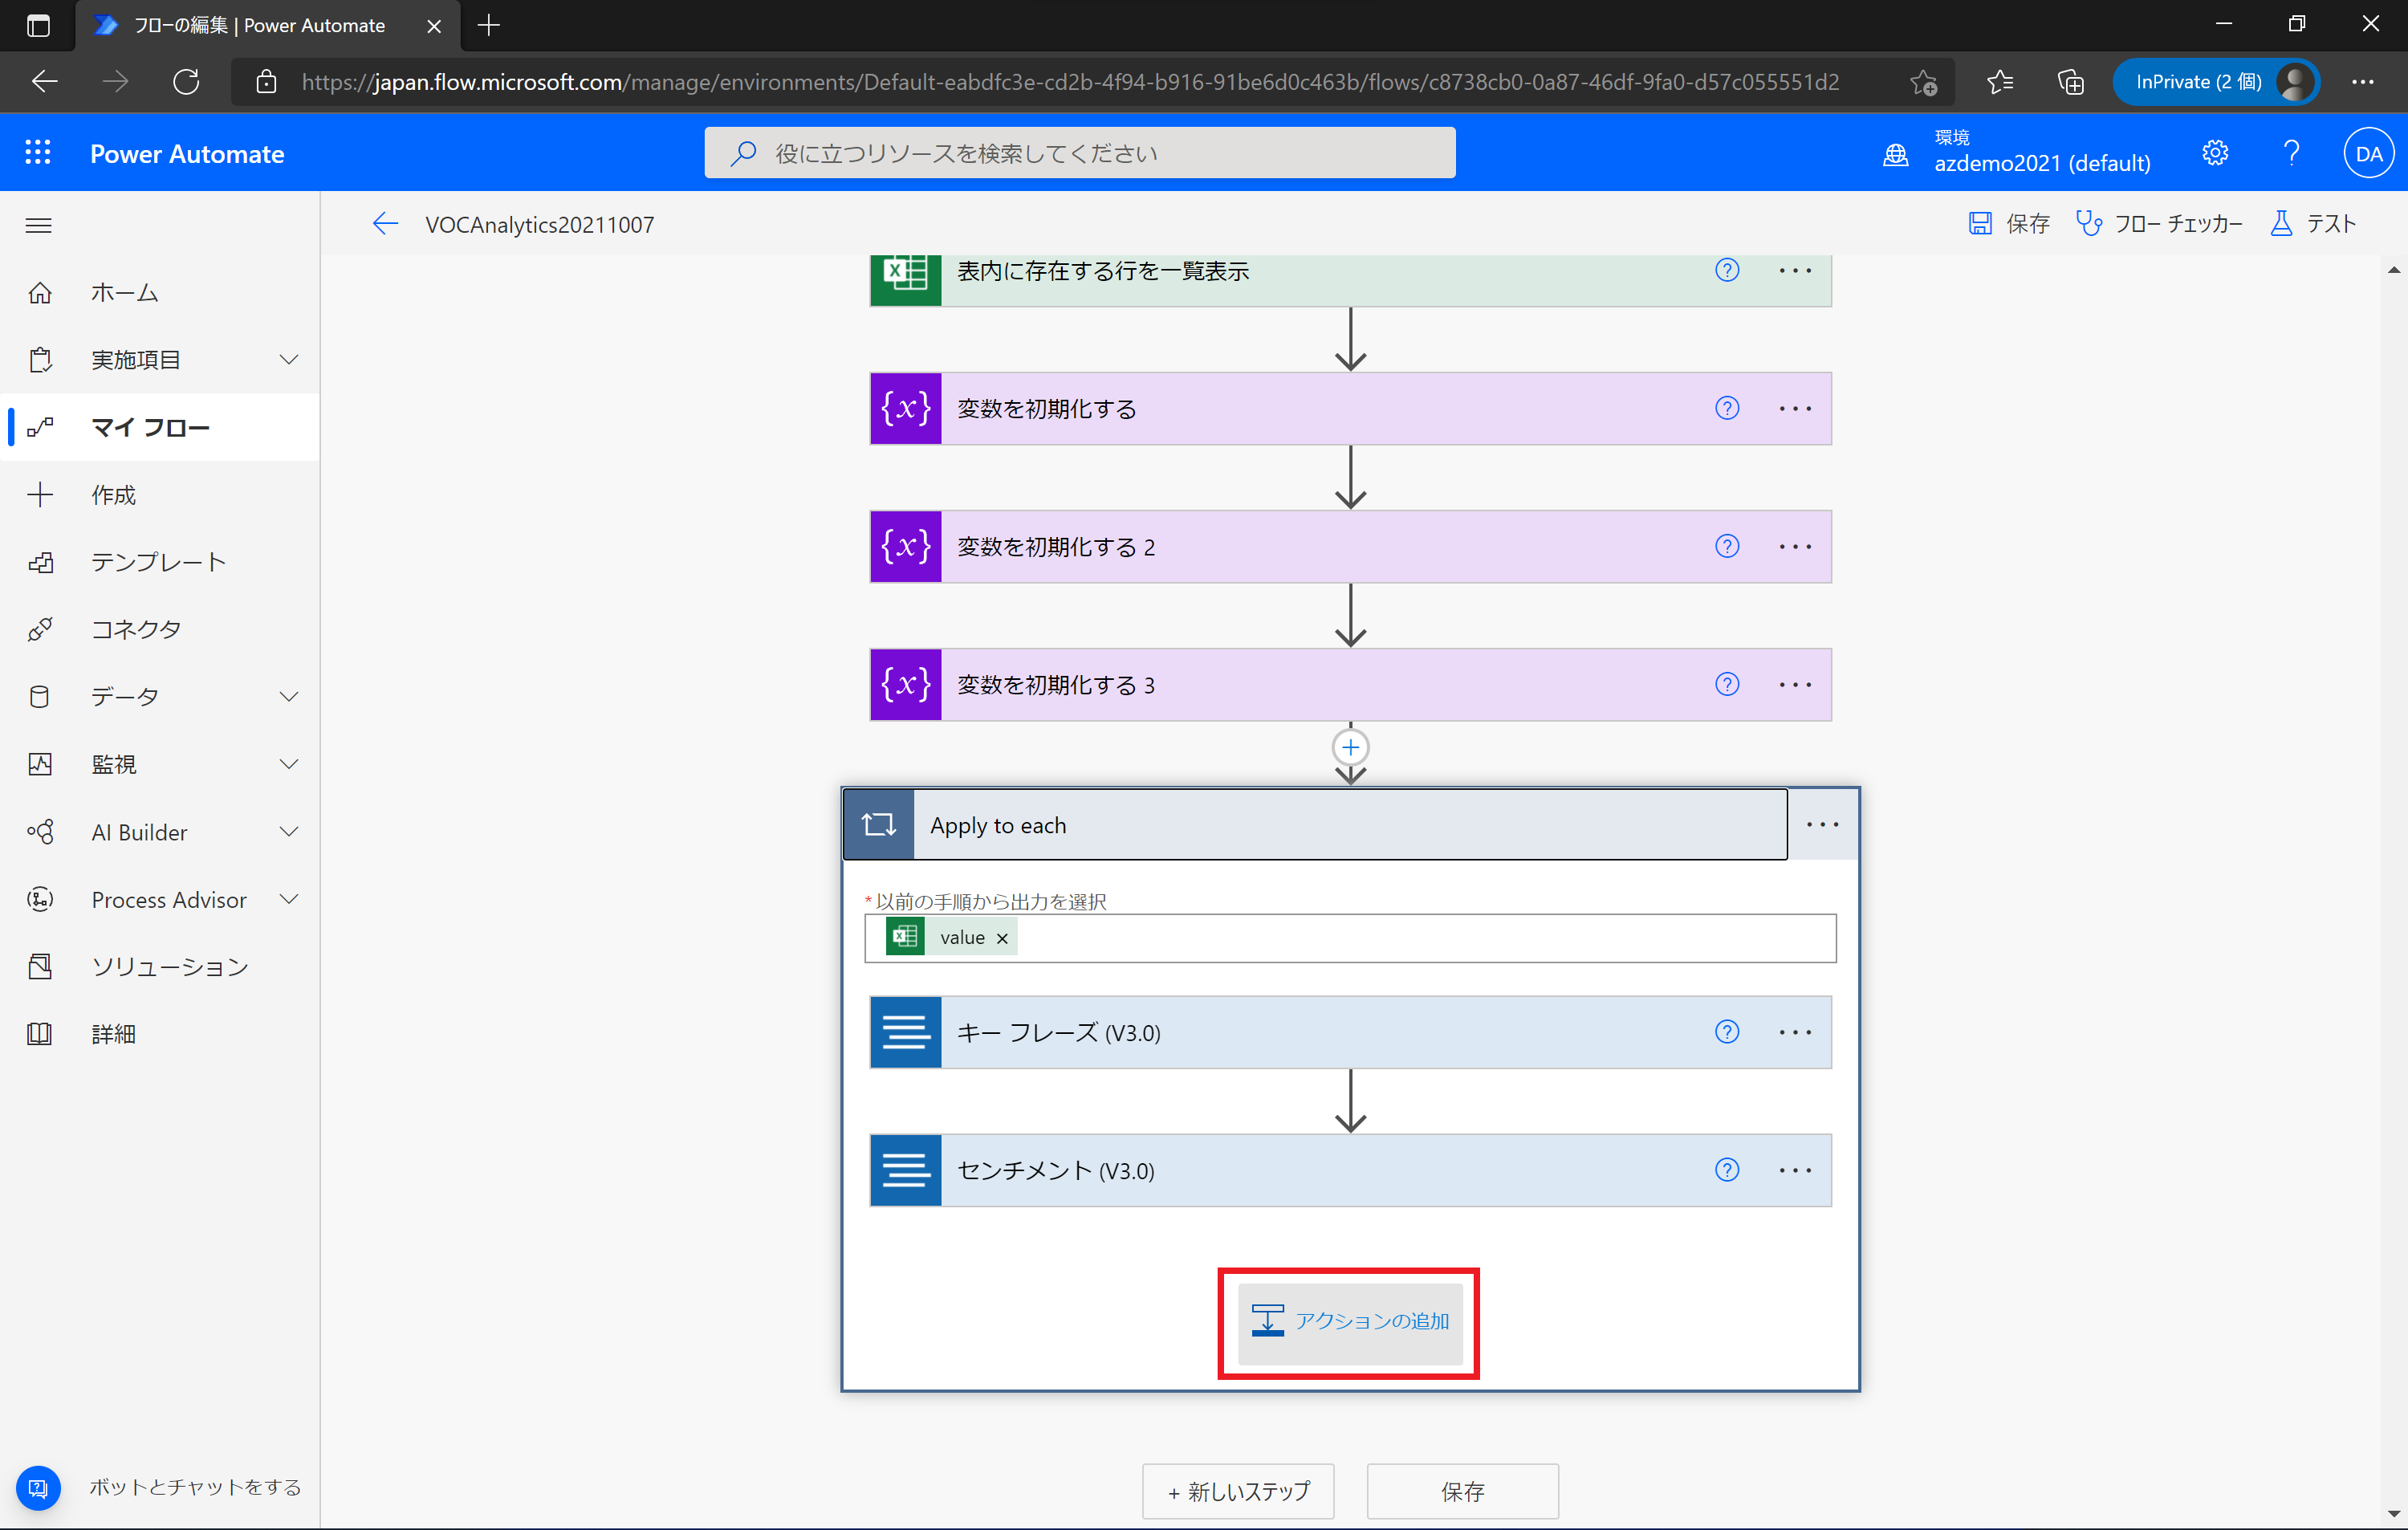 フローの編集 | Power Automate
https://japan.flow.microsoft.com/manage/environments/Default-eabdfc3e-cd2b-4f94-b916-91be6d0c463b/flows/c8738cb0-0a87-46df-9fa0-d57c055551d2
InPrivate (2 個)
Power Automate
役に立つリソースを検索してください
環境
azdemo2021 (default)
DA
VOCAnalytics20211007
保存
フロー チェッカー
テスト
ホーム
実施項目
マイ フロー
作成
テンプレート
コネクタ
データ
監視
AI Builder
Process Advisor
ソリューション
詳細
ボットとチャットをする
表内に存在する行を一覧表示
{x} 変数を初期化する
{x} 変数を初期化する 2
{x} 変数を初期化する 3
Apply to each
* 以前の手順から出力を選択
value
キー フレーズ (V3.0)
センチメント (V3.0)
アクションの追加
+ 新しいステップ
保存